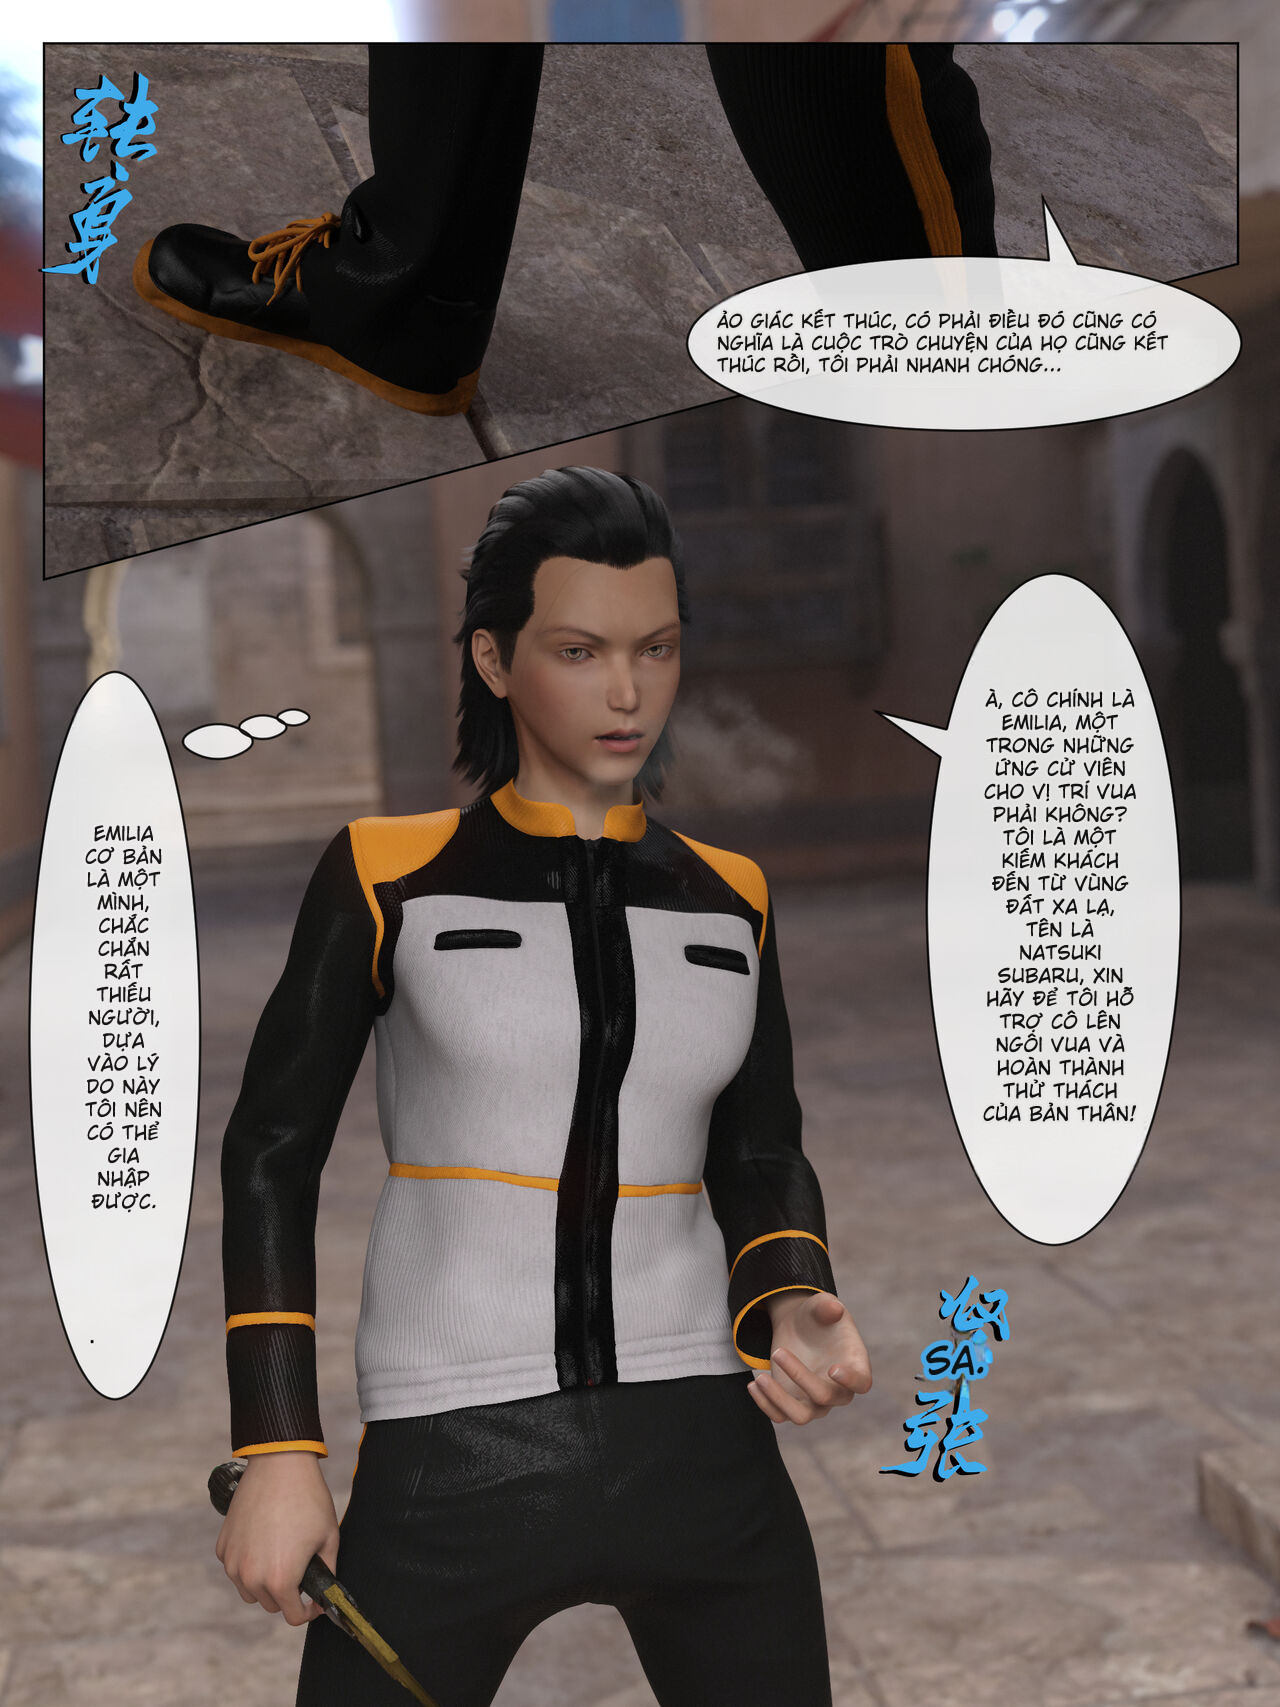 转身
ẢO GIÁC KẾT THÚC, CÓ PHẢI ĐIỀU ĐÓ CŨNG CÓ
NGHĨA LÀ CUỘC TRÒ CHUYỆN CỦA HỌ CŨNG KẾT
THÚC RỒI, TÔI PHẢI NHANH CHÓNG...
À, CÔ CHÍNH LÀ
EMILIA, MỘT
TRONG NHỮNG
ỨNG CỬ VIÊN
CHO VỊ TRÍ VUA
PHẢI KHÔNG?
TÔI LÀ MỘT
KIẾM KHÁCH
ĐẾN TỪ VÙNG
ĐẤT XA LẠ,
TÊN LÀ
NATSUKI
SUBARU, XIN
HÃY ĐỂ TÔI HỖ
TRỢ CÔ LÊN
NGÔI VUA VÀ
HOÀN THÀNH
THỬ THÁCH
CỦA BẢN THÂN!
EMILIA
CƠ BẢN
LÀ MỘT
MÌNH,
CHẮC
CHẮN
RẤT
THIẾU
NGƯỜI,
DỰA
VÀO LÝ
DO NÀY
TÔI NÊN
CÓ THỂ
GIA
NHẬP
ĐƯỢC.
.
SA.
张